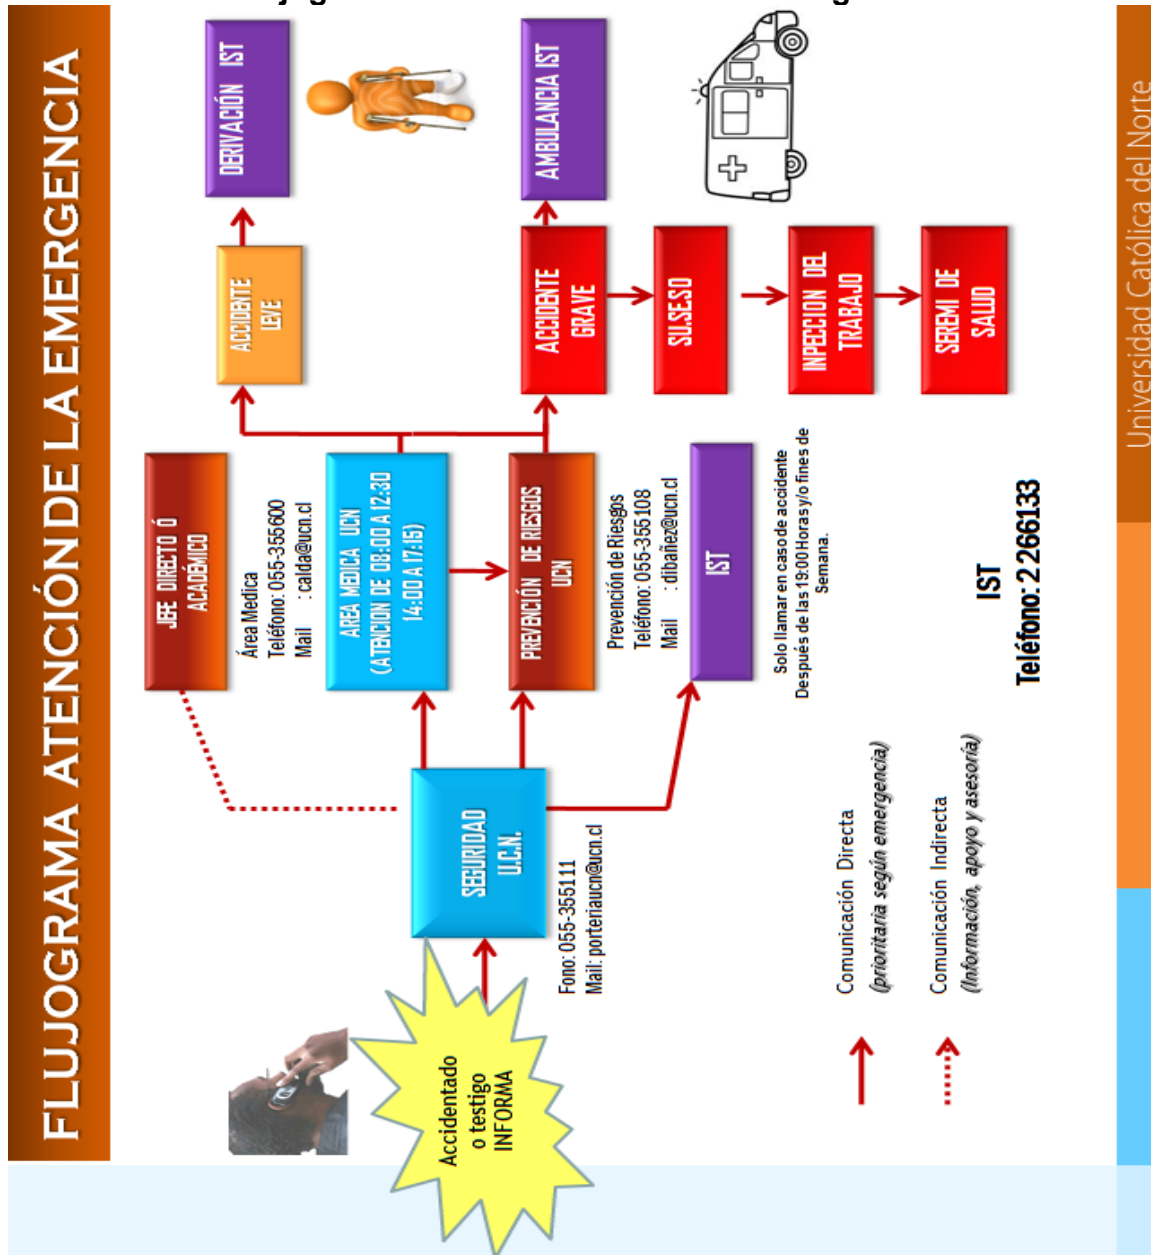 FLUJOGRAMA ATENCIÓN DE LA EMERGENCIA
Accidentado
o testigo
INFORMA
SEGURIDAD
U.C.N.
Fono: 055-355111
Mail: porteriaucn@ucn.cl
JEFE DIRECTO Ó
ACADÉMICO
Área Medica
Teléfono: 055-355600
Mail : calda@ucn.cl
AREA MEDICA UCN
(ATENCION DE 08:00 A 12:30
14:00 A 17:15)
PREVENCIÓN DE RIESGOS
UCN
Prevención de Riesgos
Teléfono: 055-355108
Mail : dibañez@ucn.cl
IST
Solo llamar en caso de accidente
Después de las 19:00 Horas y/o fines de
Semana.
IST
Teléfono: 2 266133
ACCIDENTE
LEVE
DERIVACIÓN IST
ACCIDENTE
GRAVE
AMBULANCIA IST
SU.SE.SO
INPECCION DEL
TRABAJO
SEREMI DE
SALUD
Comunicación Directa
(prioritaria según emergencia)
Comunicación Indirecta
(Información, apoyo y asesoría)
Universidad Católica del Norte